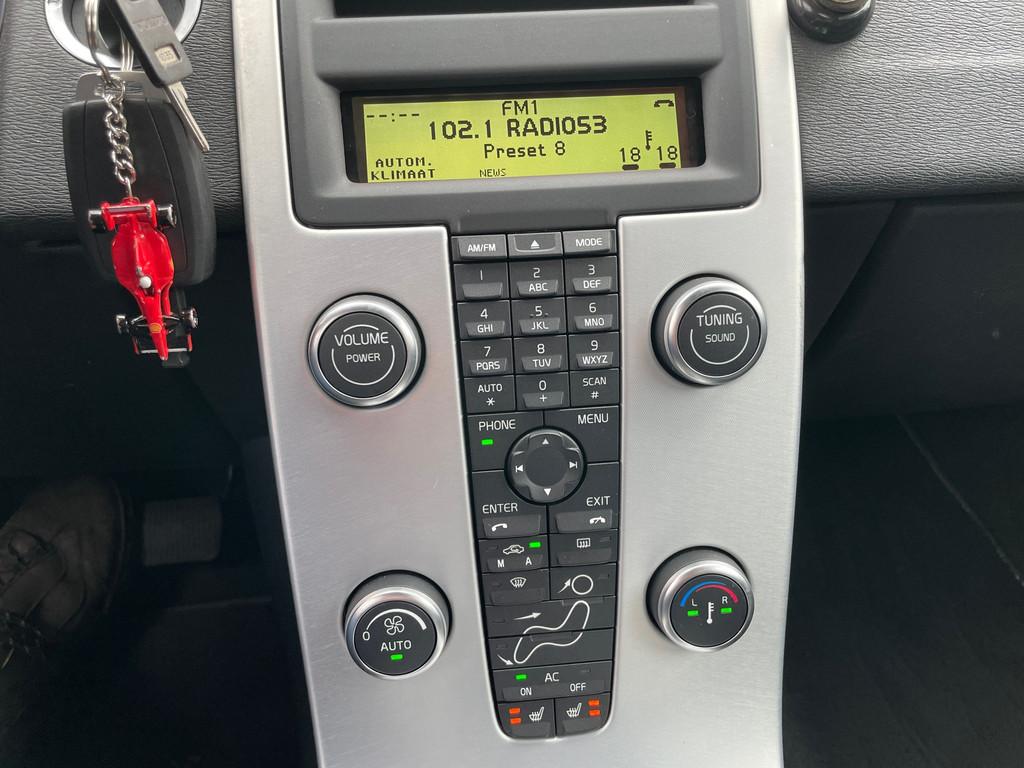 FM1
--:--
102.1 RADIOS3
Preset 8
18 18
AUTOM.
KLIMAAT
NEWS
AM/FM MODE
1 2 ABC 3 DEF
4 GHI 5 JKL 6 MNO
7 PQRS 8 TUV 9 WXYZ
AUTO * 0 + SCAN #
VOLUME
POWER
TUNING
SOUND
PHONE MENU
ENTER EXIT
M A
0 AUTO
L R
AC
ON OFF